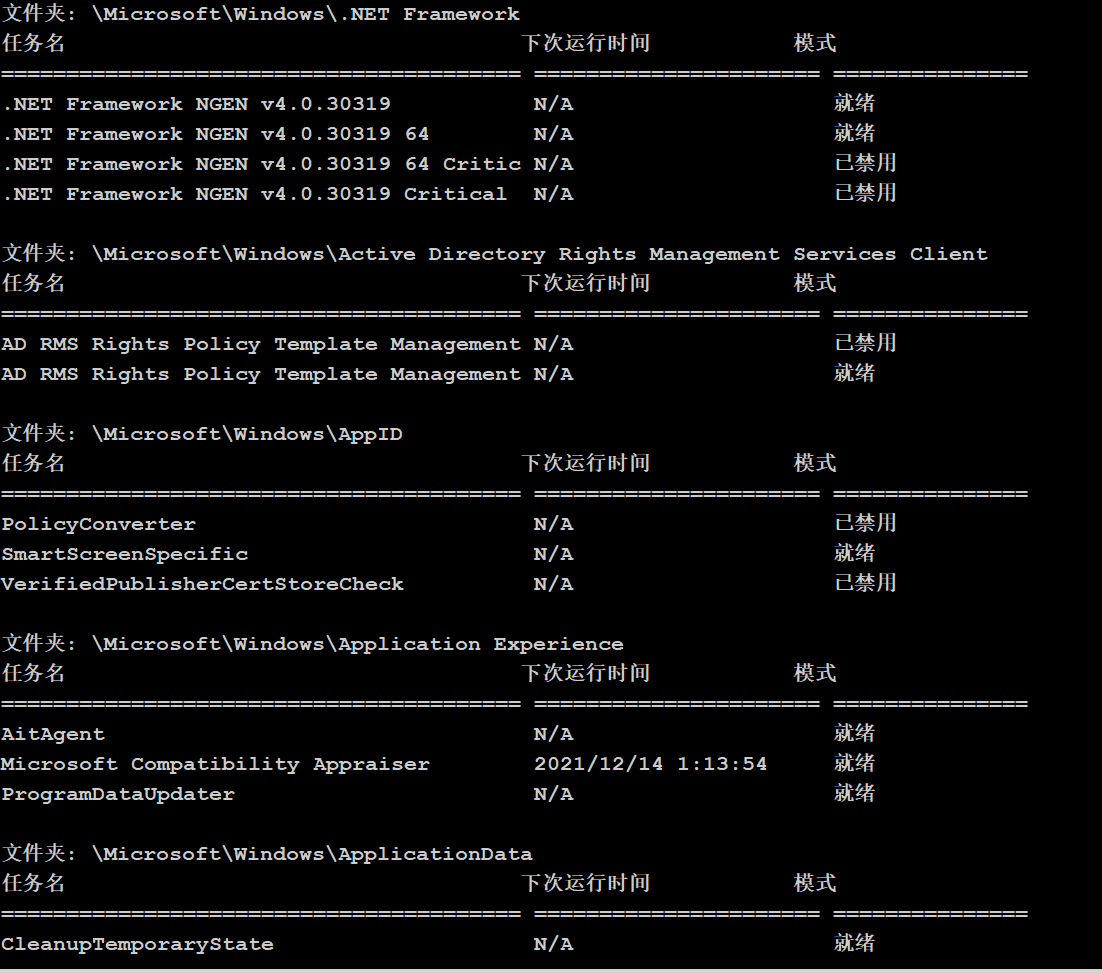 文件夹: \Microsoft\Windows\.NET Framework
任务名 下次运行时间 模式
======================================== ====================== ===============
.NET Framework NGEN v4.0.30319 N/A 就绪
.NET Framework NGEN v4.0.30319 64 N/A 就绪
.NET Framework NGEN v4.0.30319 64 Critic N/A 已禁用
.NET Framework NGEN v4.0.30319 Critical N/A 已禁用
文件夹: \Microsoft\Windows\Active Directory Rights Management Services Client
任务名 下次运行时间 模式
======================================== ====================== ===============
AD RMS Rights Policy Template Management N/A 已禁用
AD RMS Rights Policy Template Management N/A 就绪
文件夹: \Microsoft\Windows\AppID
任务名 下次运行时间 模式
======================================== ====================== ===============
PolicyConverter N/A 已禁用
SmartScreenSpecific N/A 就绪
VerifiedPublisherCertStoreCheck N/A 已禁用
文件夹: \Microsoft\Windows\Application Experience
任务名 下次运行时间 模式
======================================== ====================== ===============
AitAgent N/A 就绪
Microsoft Compatibility Appraiser 2021/12/14 1:13:54 就绪
ProgramDataUpdater N/A 就绪
文件夹: \Microsoft\Windows\ApplicationData
任务名 下次运行时间 模式
======================================== ====================== ===============
CleanupTemporaryState N/A 就绪